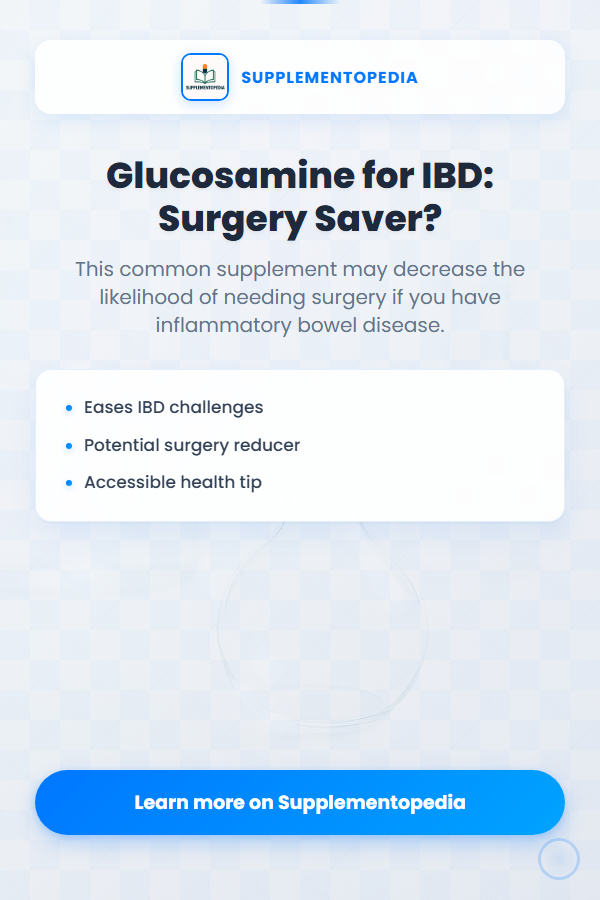 SUPPLEMENTOPEDIA
SUPPLEMENTOPEDIA
Glucosamine for IBD:
Surgery Saver?
This common supplement may decrease the
likelihood of needing surgery if you have
inflammatory bowel disease.
Eases IBD challenges
Potential surgery reducer
Accessible health tip
Learn more on Supplementopedia